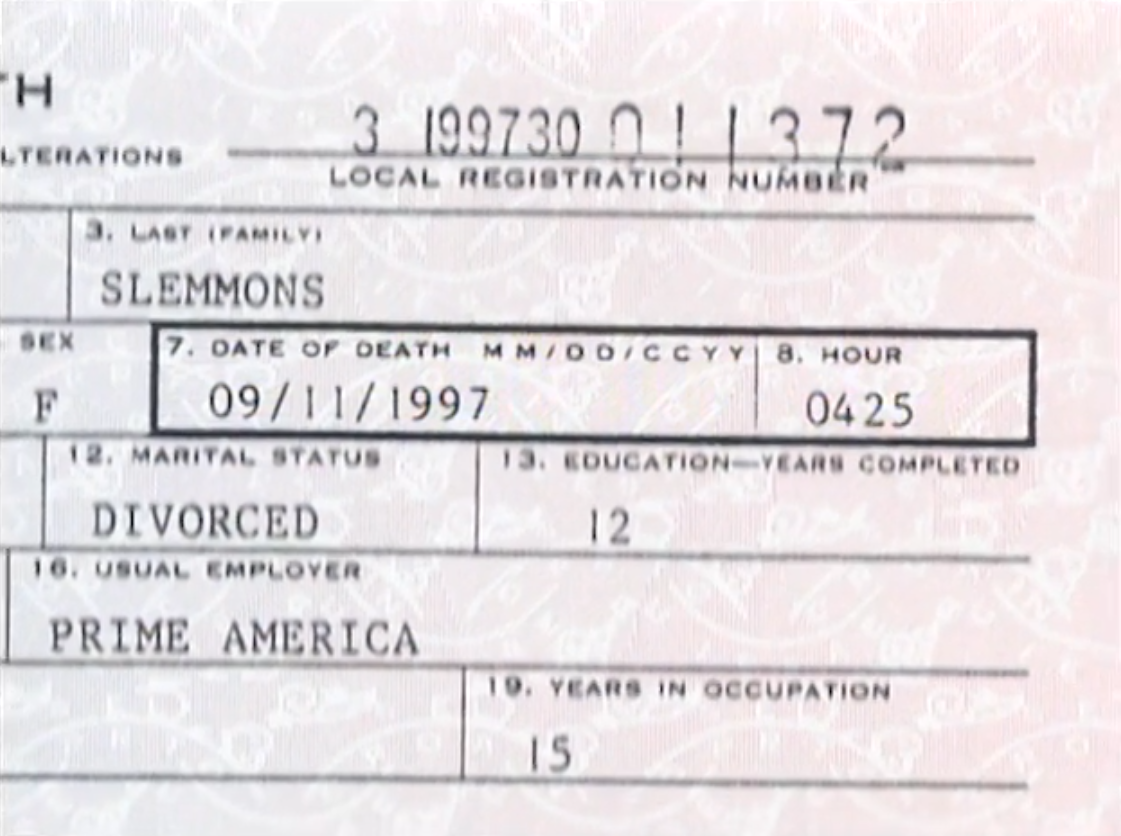 TH
LTERATIONS
3 199730 011372
LOCAL REGISTRATION NUMBER
3. LAST (FAMILY)
SLEMMONS
SEX
7. DATE OF DEATH MM/DD/CCYY
8. HOUR
F
09/11/1997
0425
12. MARITAL STATUS
13. EDUCATION—YEARS COMPLETED
DIVORCED
12
16. USUAL EMPLOYER
PRIME AMERICA
19. YEARS IN OCCUPATION
15